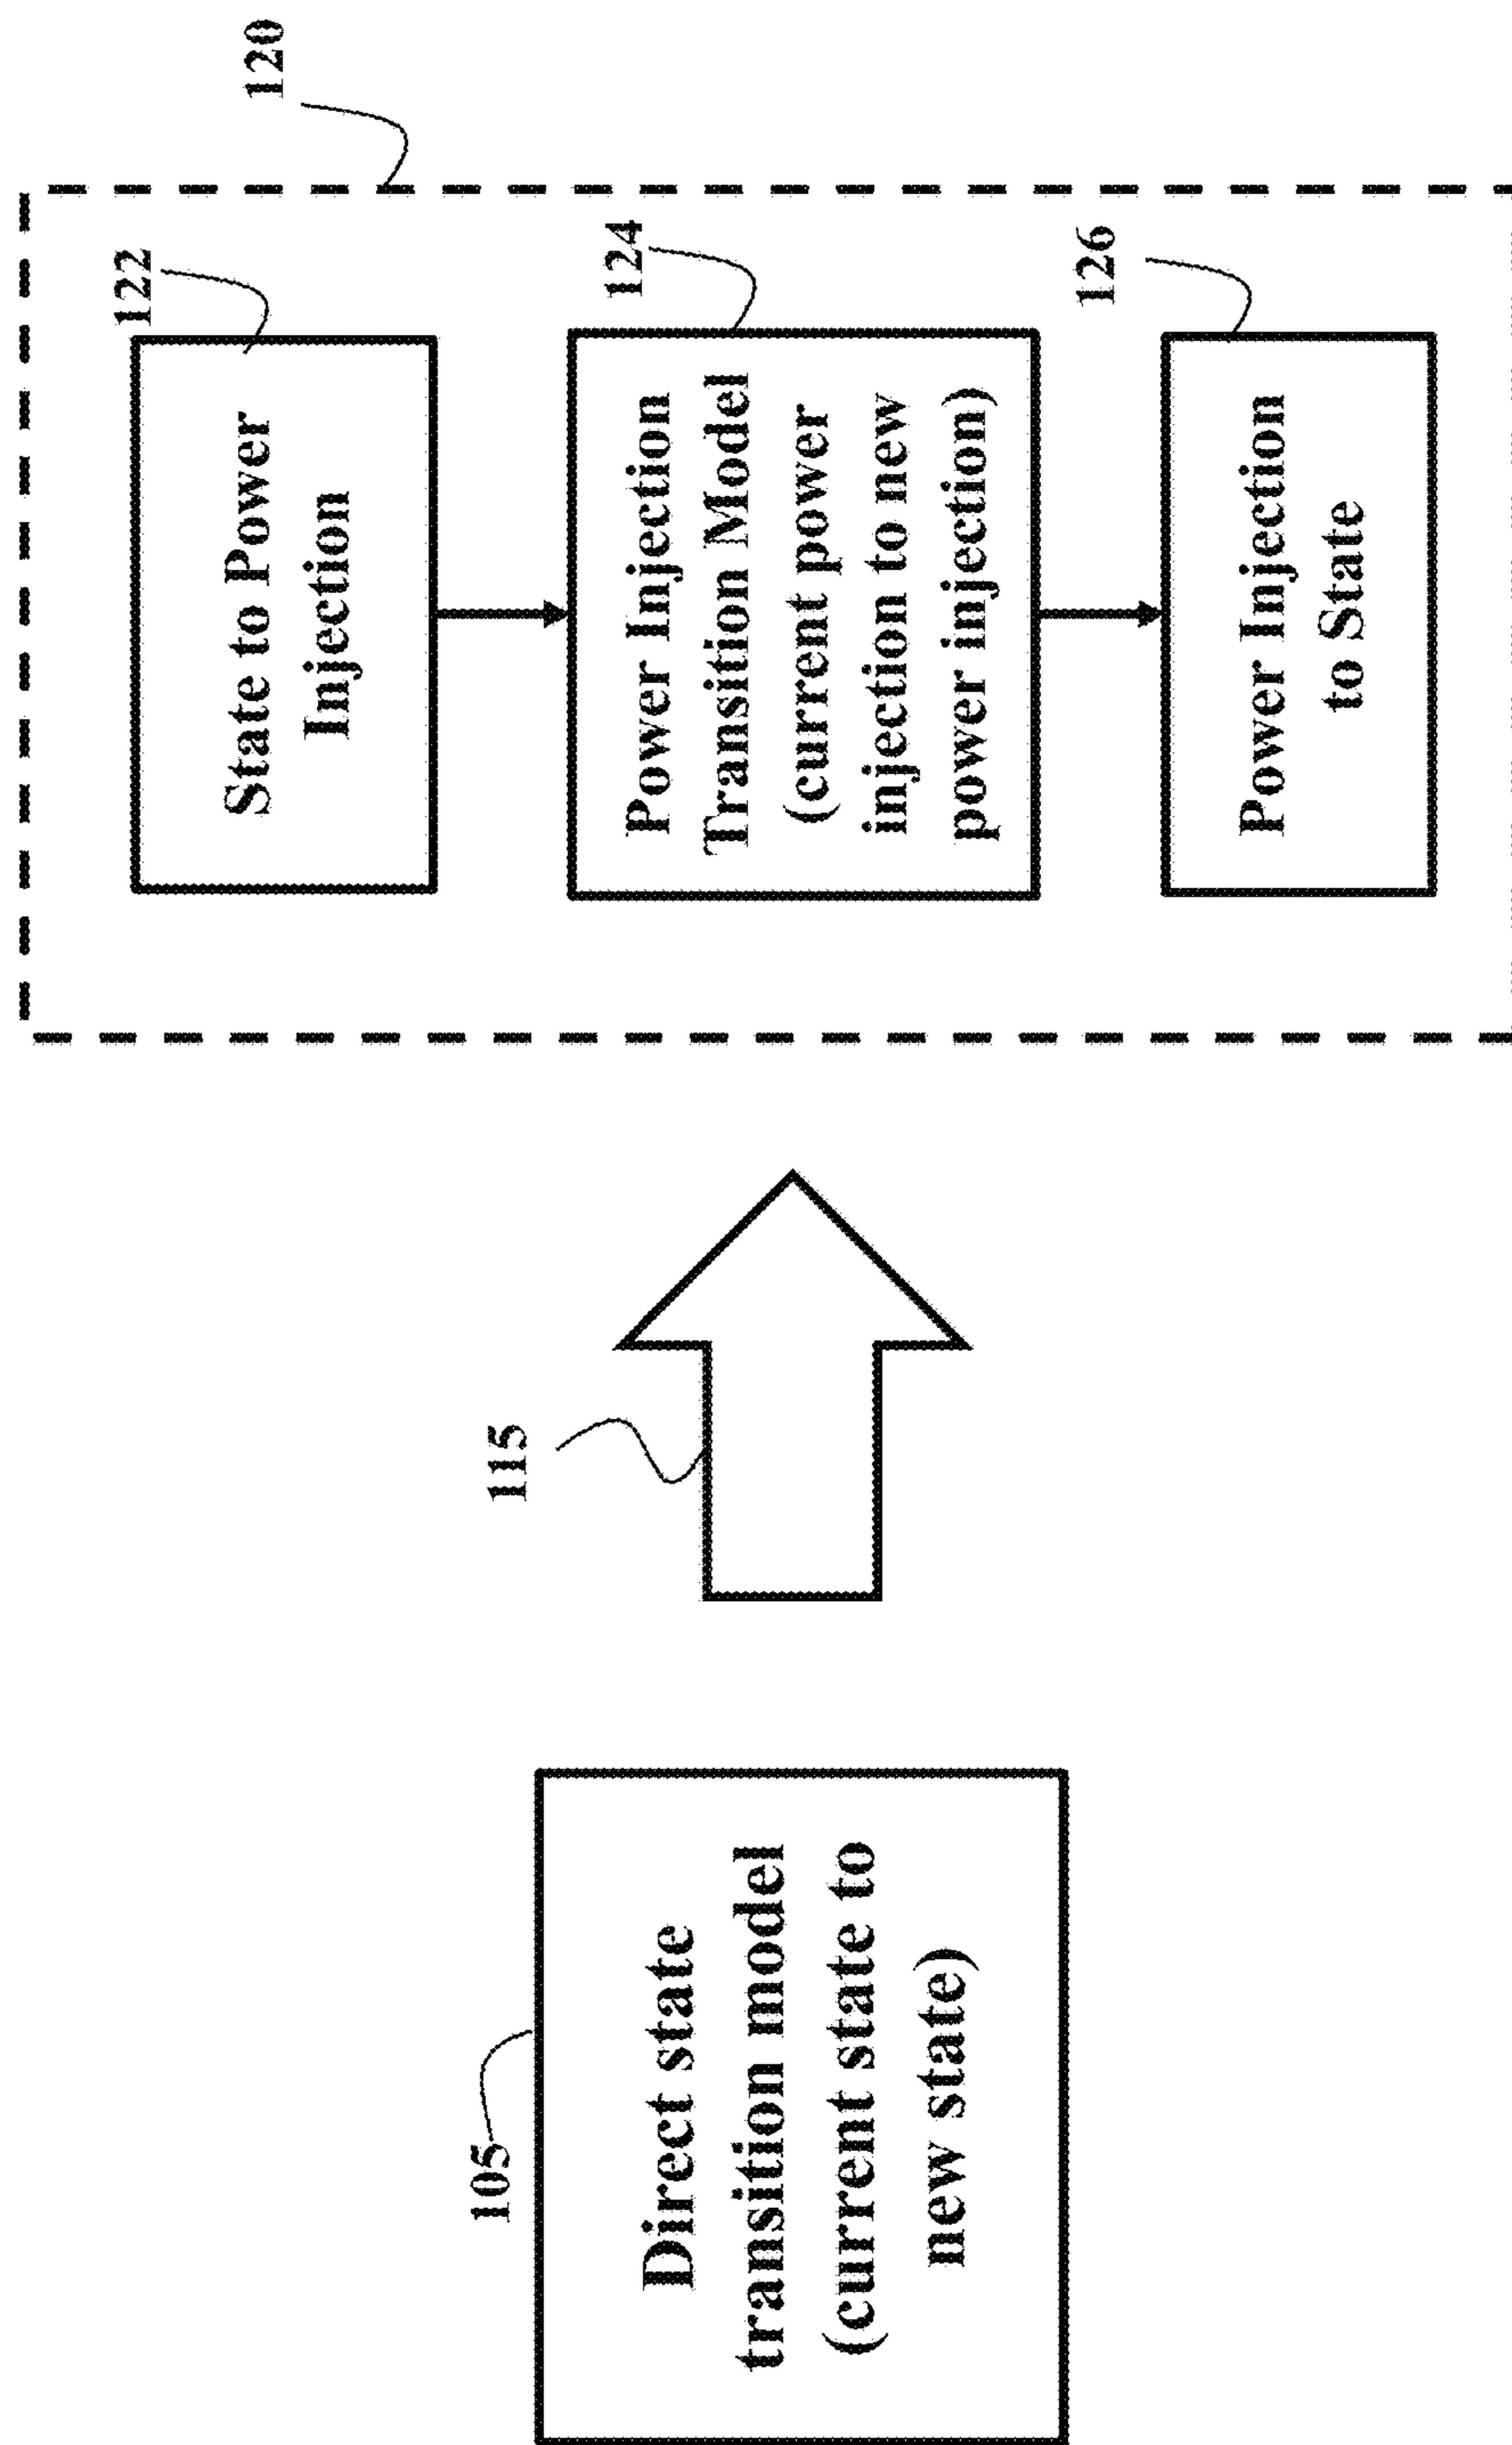 105
Direct state
transition model
(current state to
new state)
115
120
122
State to Power
Injection
124
Power Injection
Transition Model
(current power
injection to new
power injection)
126
Power Injection
to State